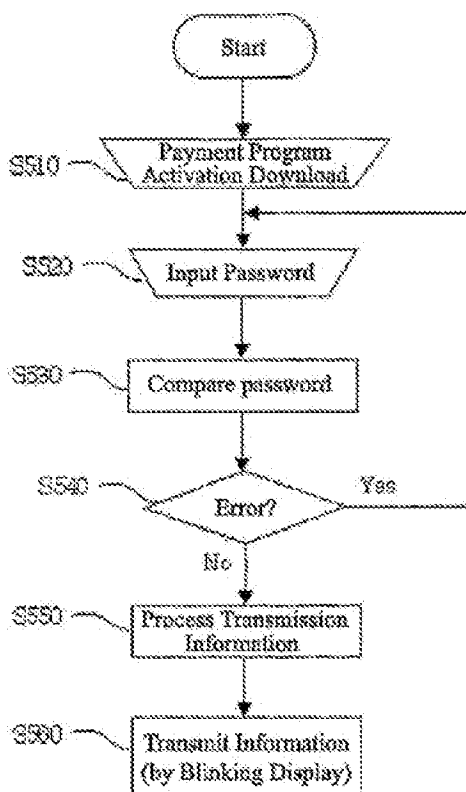 Start
S510
Payment Program
Activation Download
S520
Input Password
S530
Compare password
S540
Error?
Yes
No
S550
Process Transmission
Information
S560
Transmit Information
(by Blinking Display)